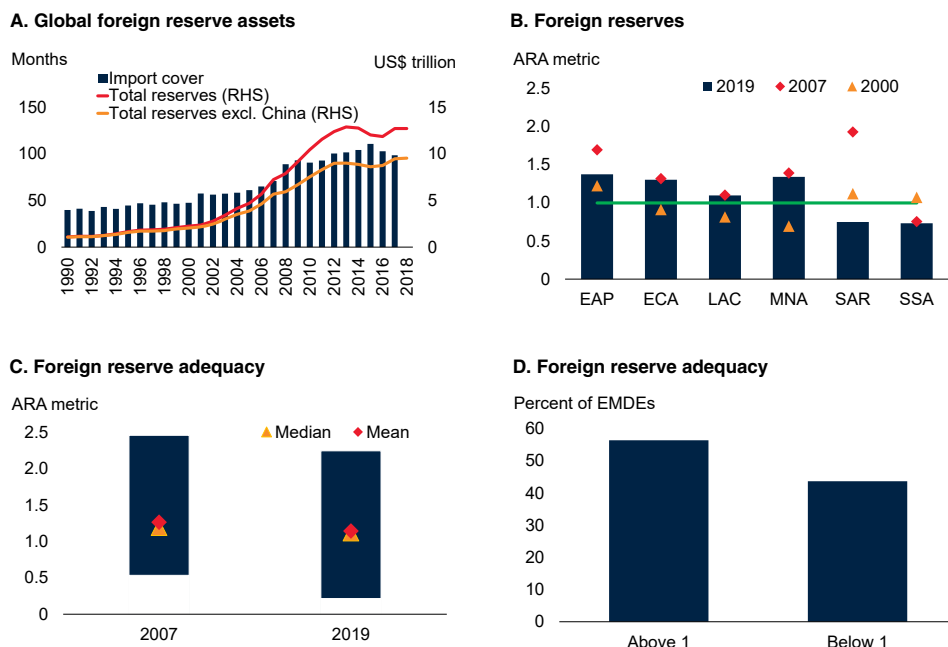 A. Global foreign reserve assets
Months
US$ trillion
Import cover
Total reserves (RHS)
Total reserves excl. China (RHS)
150
100
50
0
15
10
5
0
1990
1992
1994
1996
1998
2000
2002
2004
2006
2008
2010
2012
2014
2016
2018
B. Foreign reserves
ARA metric
2019
2007
2000
2.5
2.0
1.5
1.0
0.5
0
EAP
ECA
LAC
MNA
SAR
SSA
C. Foreign reserve adequacy
ARA metric
Median
Mean
2.5
2.0
1.5
1.0
0.5
0
2007
2019
D. Foreign reserve adequacy
Percent of EMDEs
60
50
40
30
20
10
0
Above 1
Below 1